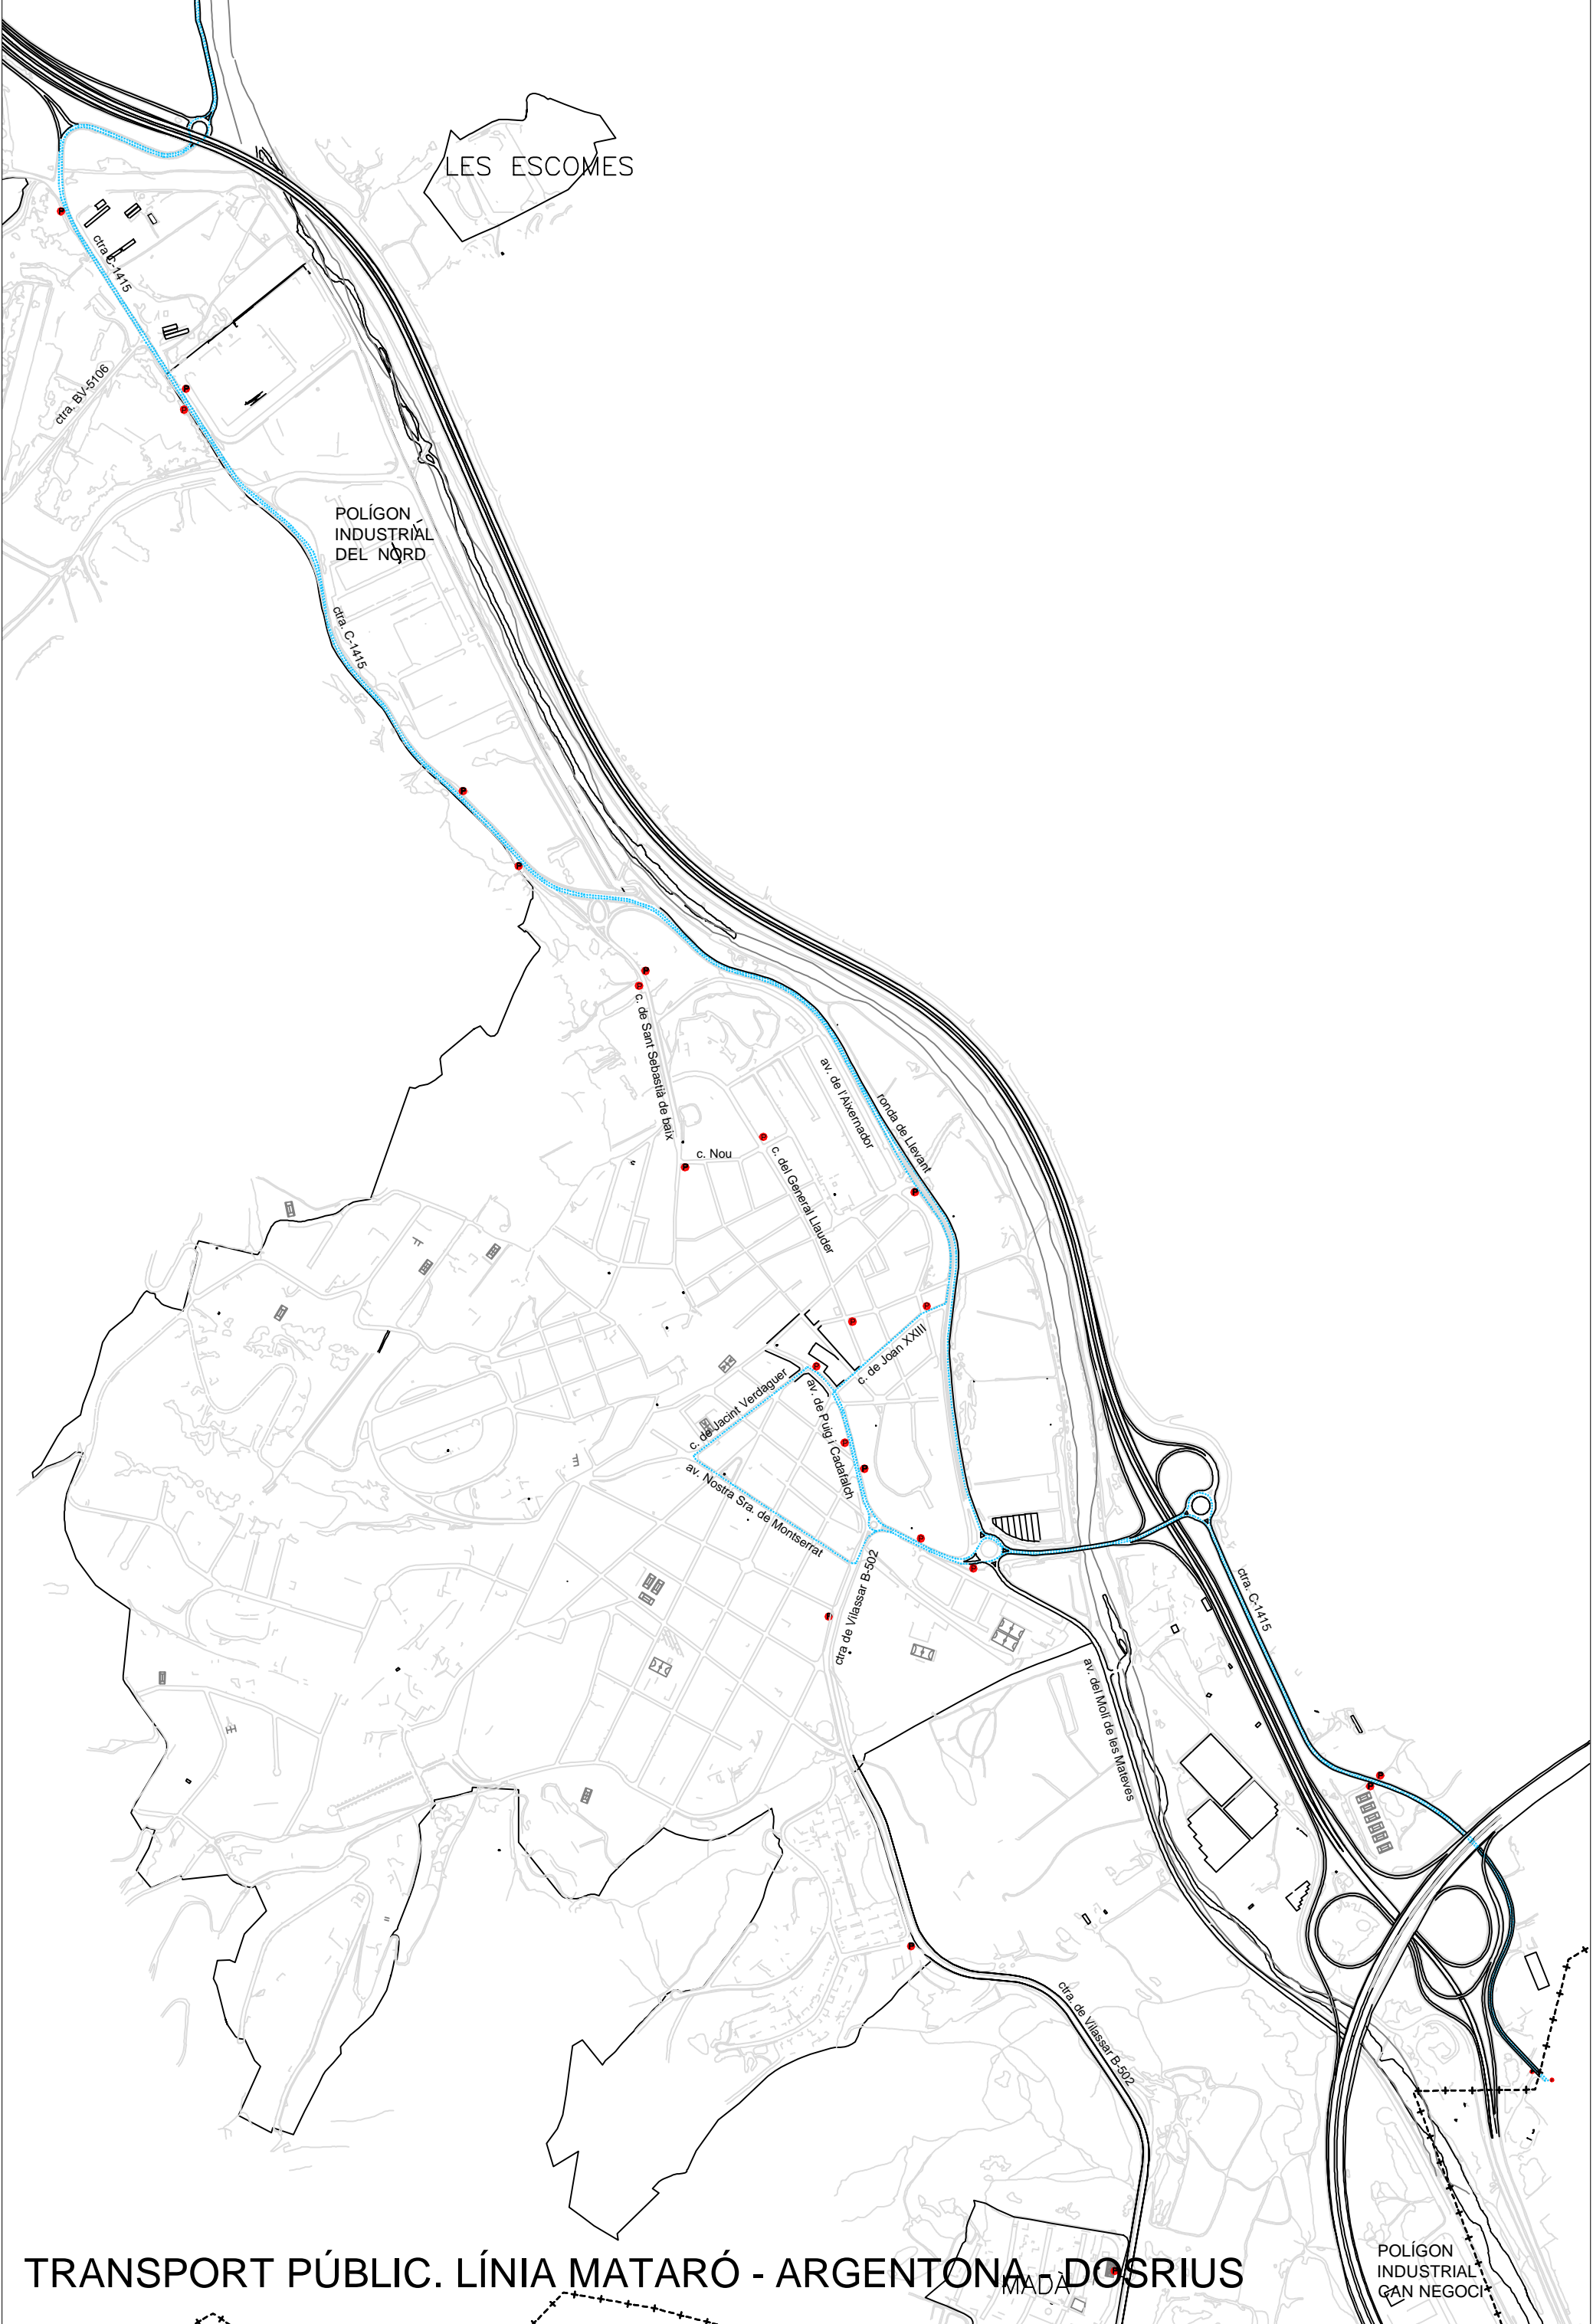 LES ESCOMES
ctra C-1415
ctra. BV-5106
P
P
P
POLÍGON
INDUSTRIAL
DEL NORD
ctra. C-1415
P
P
P
P
c. de Sant Sebastià de baix
av. de l'Aixernador
ronda de Llevant
P
c. Nou
P
c. del General Llauder
P
P
P
c. de Joan XXIII
P
c. de Jacint Verdaguer
av. de Puig i Cadafalch
P
P
av. Nostra Sra. de Montserrat
P
P
ctra de Vilassar B-502
P
ctra. C-1415
av. del Molí de les Mateves
P
P
P
ctra. de Vilassar B-502
TRANSPORT PÚBLIC. LÍNIA MATARÓ - ARGENTONA - DOSRIUS
MADÀ
POLÍGON
INDUSTRIAL
CAN NEGOCI